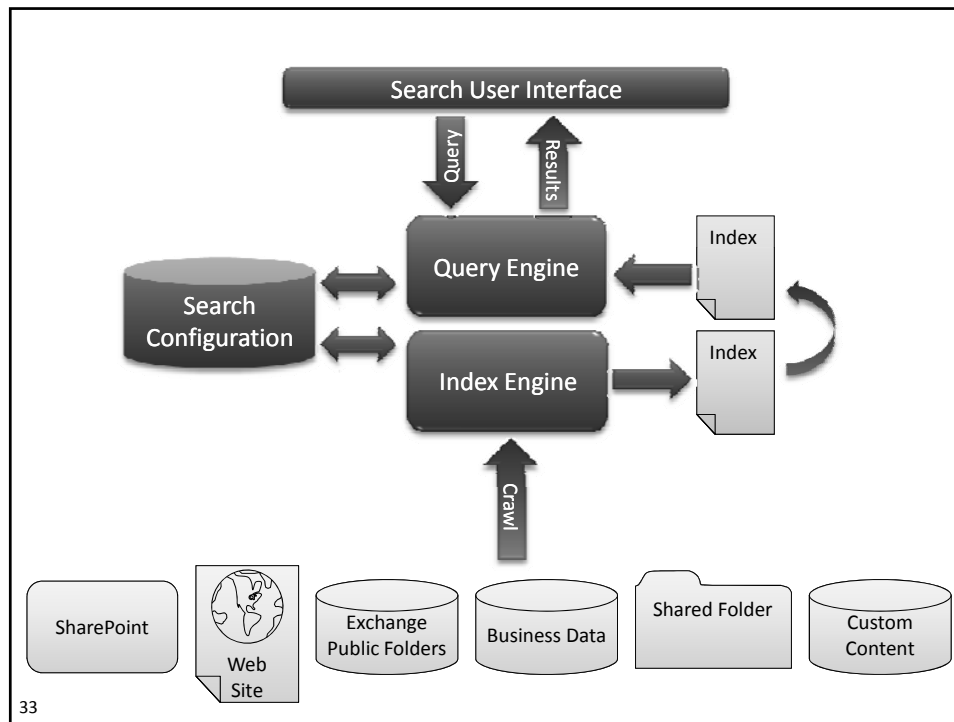 Search User Interface
Query
Results
Query Engine
Index
Search
Configuration
Index Engine
Index
Crawl
SharePoint
Web
Site
Exchange
Public Folders
Business Data
Shared Folder
Custom
Content
33